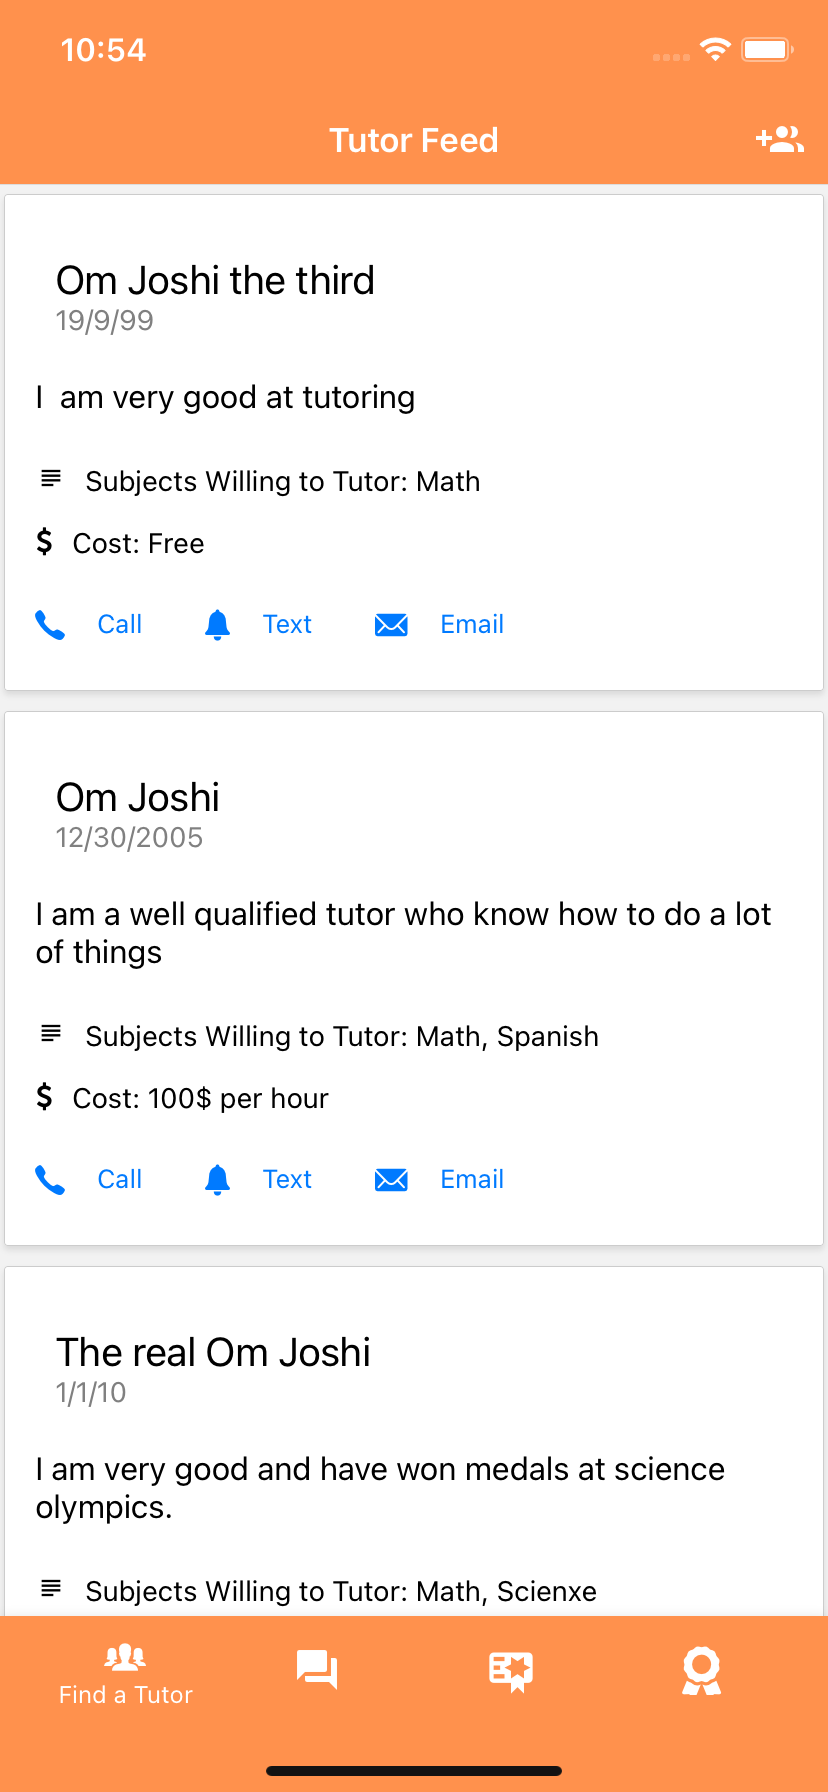 10:54
Tutor Feed
Om Joshi the third
19/9/99
I  am very good at tutoring
Subjects Willing to Tutor: Math
$ Cost: Free
Call Text Email
Om Joshi
12/30/2005
I am a well qualified tutor who know how to do a lot
of things
Subjects Willing to Tutor: Math, Spanish
$ Cost: 100$ per hour
Call Text Email
The real Om Joshi
1/1/10
I am very good and have won medals at science
olympics.
Subjects Willing to Tutor: Math, Scienxe
Find a Tutor